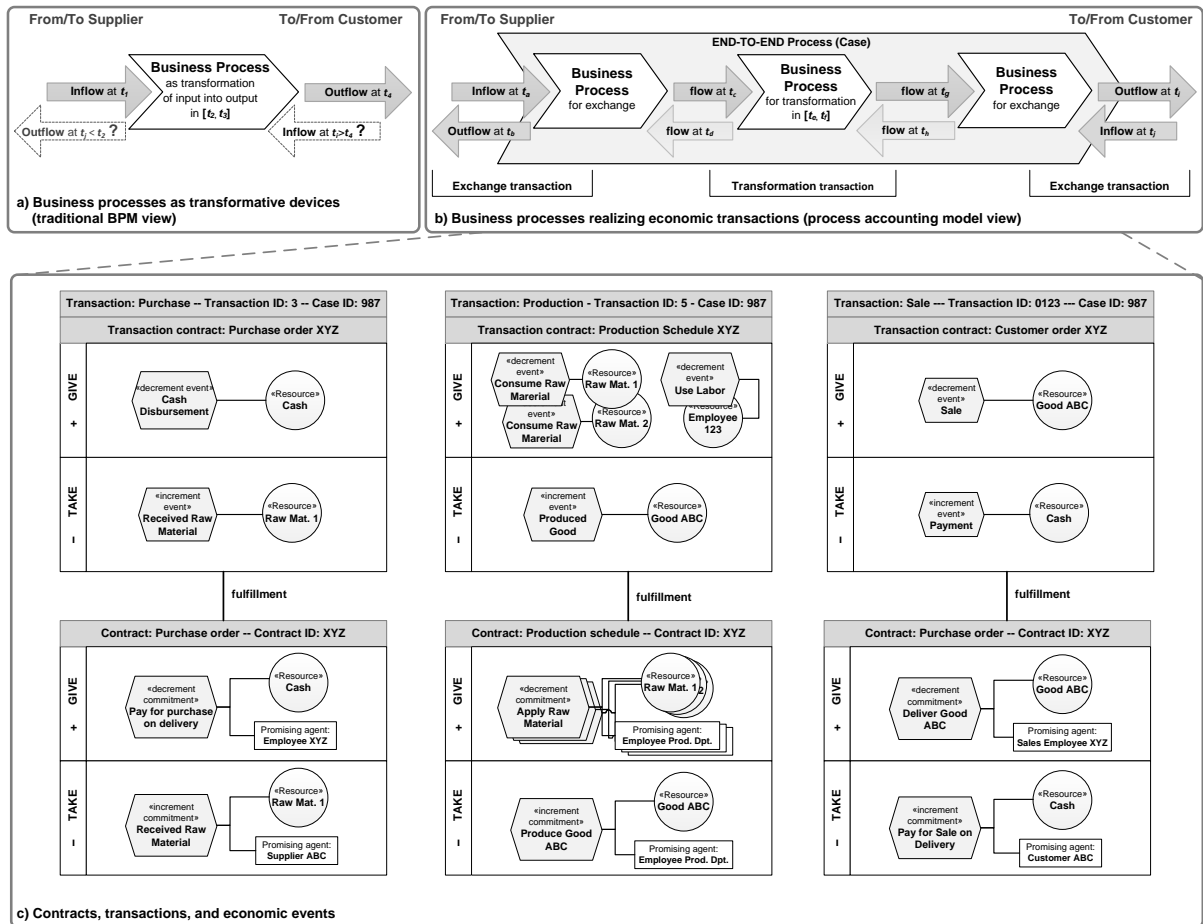 From/To Supplier
To/From Customer
Business Process
as transformation
of input into output
in [t2, t3]
Inflow at t1
Outflow at t4
Outflow at tj < t2 ?
Inflow at ti>t4 ?
a) Business processes as transformative devices
(traditional BPM view)
From/To Supplier
To/From Customer
END-TO-END Process (Case)
Business
Process
for exchange
Business
Process
for transformation
in [te, tf]
Business
Process
for exchange
Inflow at ta
flow at tc
flow at tg
Outflow at ti
Outflow at tb
flow at td
flow at th
Inflow at tj
Exchange transaction
Transformation transaction
Exchange transaction
b) Business processes realizing economic transactions (process accounting model view)
Transaction: Purchase -- Transaction ID: 3 -- Case ID: 987
Transaction contract: Purchase order XYZ
GIVE
+
«decrement event»
Cash
Disbursement
«Resource»
Cash
TAKE
–
«increment
event»
Received Raw
Material
«Resource»
Raw Mat. 1
fulfillment
Contract: Purchase order -- Contract ID: XYZ
GIVE
+
«decrement
commitment»
Pay for purchase
on delivery
«Resource»
Cash
Promising agent:
Employee XYZ
TAKE
–
«increment
commitment»
Received Raw
Material
«Resource»
Raw Mat. 1
Promising agent:
Supplier ABC
Transaction: Production - Transaction ID: 5 - Case ID: 987
Transaction contract: Production Schedule XYZ
GIVE
+
«decrement
event»
Consume Raw
Marerial
«Resource»
Raw Mat. 1
event»
Consume Raw
Marerial
«Resource»
Raw Mat. 2
«decrement
event»
Use Labor
«Resource»
Employee
123
TAKE
–
«increment
event»
Produced
Good
«Resource»
Good ABC
fulfillment
Contract: Production schedule -- Contract ID: XYZ
GIVE
+
«decrement
commitment»
Apply Raw
Material
«Resource»
Raw Mat. 1
2
Promising agent:
Employee Prod. Dpt.
TAKE
–
«increment
commitment»
Produce Good
ABC
«Resource»
Good ABC
Promising agent:
Employee Prod. Dpt.
Transaction: Sale --- Transaction ID: 0123 --- Case ID: 987
Transaction contract: Customer order XYZ
GIVE
+
«decrement
event»
Sale
«Resource»
Good ABC
TAKE
–
«increment
event»
Payment
«Resource»
Cash
fulfillment
Contract: Purchase order -- Contract ID: XYZ
GIVE
+
«decrement
commitment»
Deliver Good
ABC
«Resource»
Good ABC
Promising agent:
Sales Employee XYZ
TAKE
–
«increment
commitment»
Pay for Sale on
Delivery
«Resource»
Cash
Promising agent:
Customer ABC
c) Contracts, transactions, and economic events